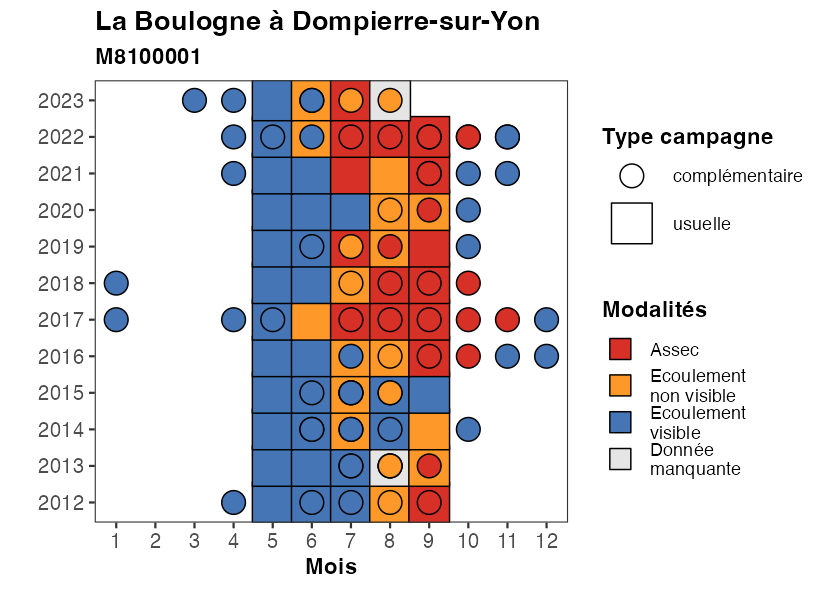 La Boulogne à Dompierre-sur-Yon
M8100001
2023
2022
2021
2020
2019
2018
2017
2016
2015
2014
2013
2012
1 2 3 4 5 6 7 8 9 10 11 12
Mois
Type campagne
complémentaire
usuelle
Modalités
Assec
Ecoulement
non visible
Ecoulement
visible
Donnée
manquante